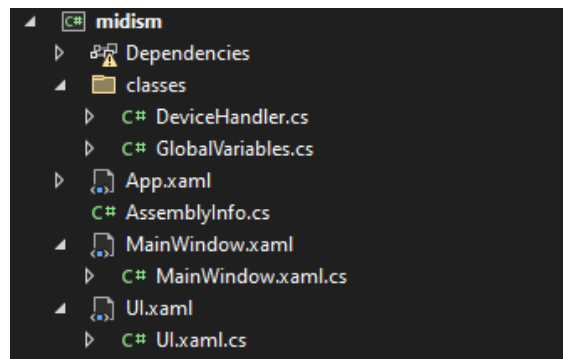 C# midism
Dependencies
classes
C# DeviceHandler.cs
C# GlobalVariables.cs
App.xaml
C# AssemblyInfo.cs
MainWindow.xaml
C# MainWindow.xaml.cs
UI.xaml
C# UI.xaml.cs